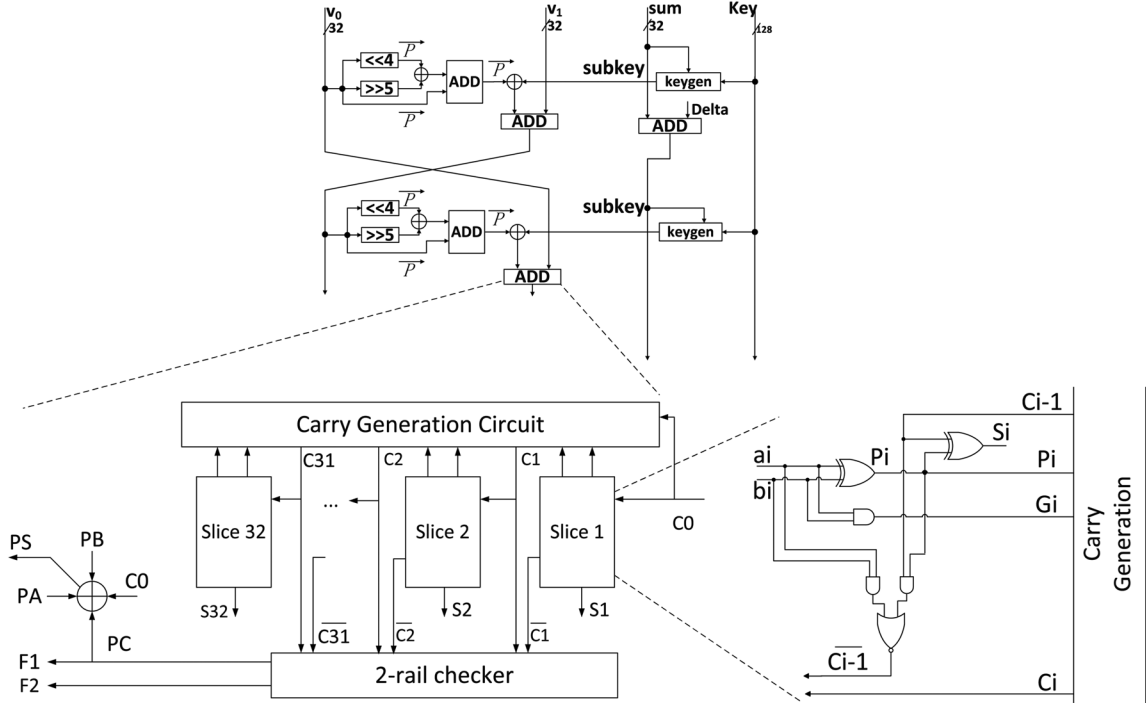 v0 v1 sum Key
32 32 32 128
P
<<4
>>5
ADD
P
P
subkey
keygen
ADD
Delta
ADD
P
<<4
>>5
ADD
P
P
subkey
keygen
ADD
Carry Generation Circuit
C31 C2 C1
Slice 32 ... Slice 2 Slice 1
C0
S32 S2 S1
C31 C2 C1
PS PB
PA C0
PC
F1
F2
2-rail checker
Ci-1
Si
ai
Pi Pi
bi
Gi
Carry
Generation
Ci-1
Ci